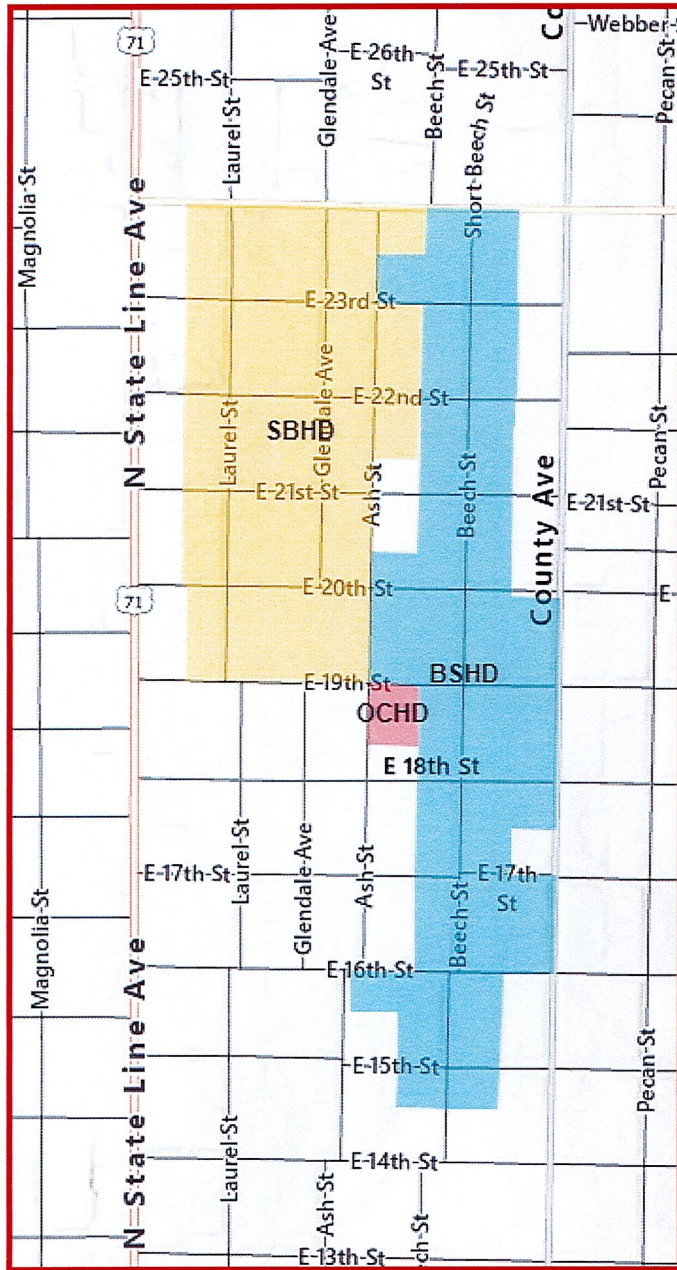 71
Glendale-Ave
E-26th
St
Co
Webber-
E-25th-St
E-25th-St
Laurel-St
Beech-St
Short-Beech St
Pecan-St
Magnolia-St
N State Line Ave
E-23rd-St
E-22nd-St
SBHD
Laurel-St
Glendale-Ave
Pecan-St
E-21st-St
Ash-St
Beech-St
E-21st-St
County Ave
E-20th-St
E-
71
E-19th-St
BSHD
OCHD
E 18th St
E-17th-St
Laurel-St
Glendale-Ave
Ash-St
E-17th
St
Beech-St
Magnolia-St
E-16th-St
N State Line Ave
E-15th-St
Pecan-St
Laurel-St
E-14th-St
Ash-St
ch-St
E-13th-St